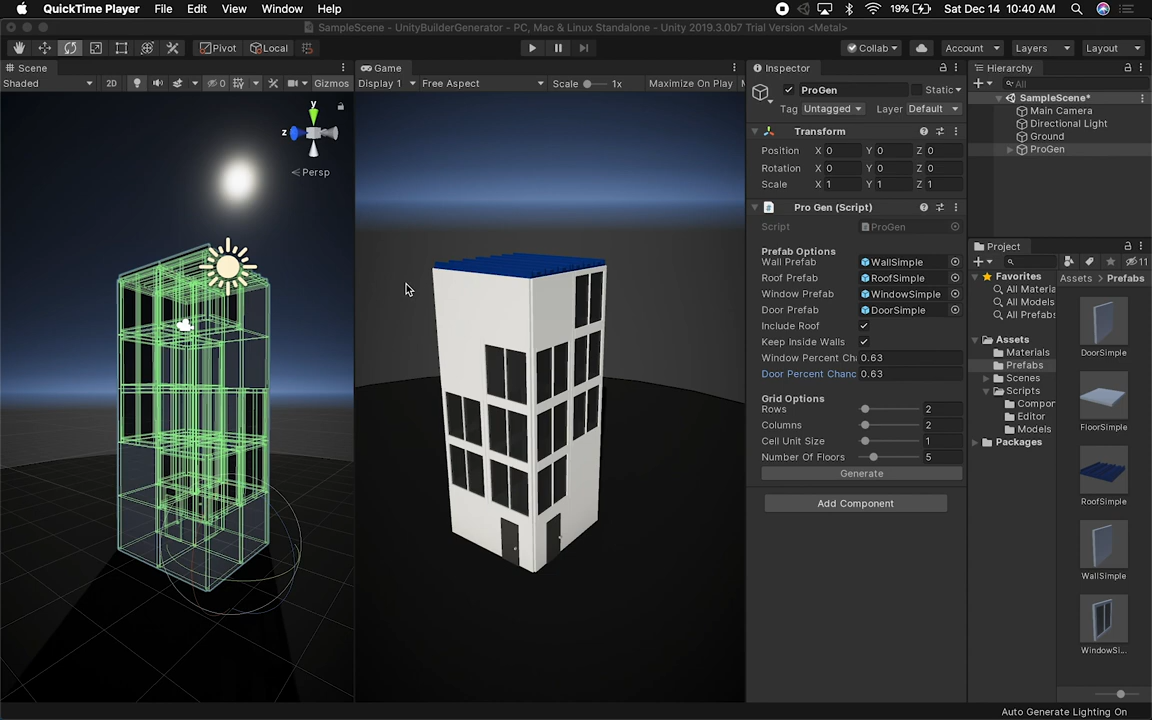 QuickTime Player File Edit View Window Help 19% Sat Dec 14 10:40 AM
SampleScene - UnityBuilderGenerator - PC, Mac & Linux Standalone - Unity 2019.3.0b7 Trial Version <Metal>
Pivot Local Collab Account Layers Layout
Scene
Shaded 2D 0 Gizmos
y
z
Persp
Game
Display 1 Free Aspect Scale 1x Maximize On Play
Inspector
ProGen Static
Tag Untagged Layer Default
Transform
Position X 0 Y 0 Z 0
Rotation X 0 Y 0 Z 0
Scale X 1 Y 1 Z 1
Pro Gen (Script)
Script ProGen
Prefab Options
Wall Prefab WallSimple
Roof Prefab RoofSimple
Window Prefab WindowSimple
Door Prefab DoorSimple
Include Roof
Keep Inside Walls
Window Percent Ch 0.63
Door Percent Chanc 0.63
Grid Options
Rows 2
Columns 2
Cell Unit Size 1
Number Of Floors 5
Generate
Add Component
Hierarchy
All
SampleScene*
Main Camera
Directional Light
Ground
ProGen
Project
11
Favorites
All Materia
All Models
All Prefabs
Assets
Materials
Prefabs
Scenes
Scripts
Compor
Editor
Models
Packages
Assets > Prefabs
DoorSimple
FloorSimple
RoofSimple
WallSimple
WindowSi...
Auto Generate Lighting On